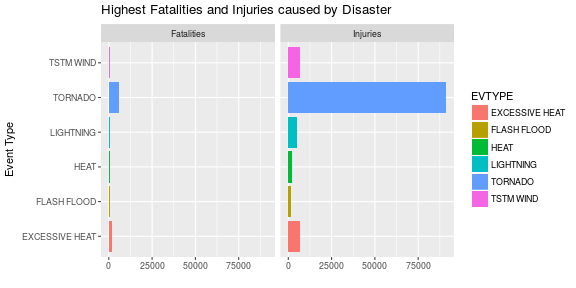 Highest Fatalities and Injuries caused by Disaster
Fatalities
Injuries
Event Type
TSTM WIND
TORNADO
LIGHTNING
HEAT
FLASH FLOOD
EXCESSIVE HEAT
0 25000 50000 75000
0 25000 50000 75000
EVTYPE
EXCESSIVE HEAT
FLASH FLOOD
HEAT
LIGHTNING
TORNADO
TSTM WIND